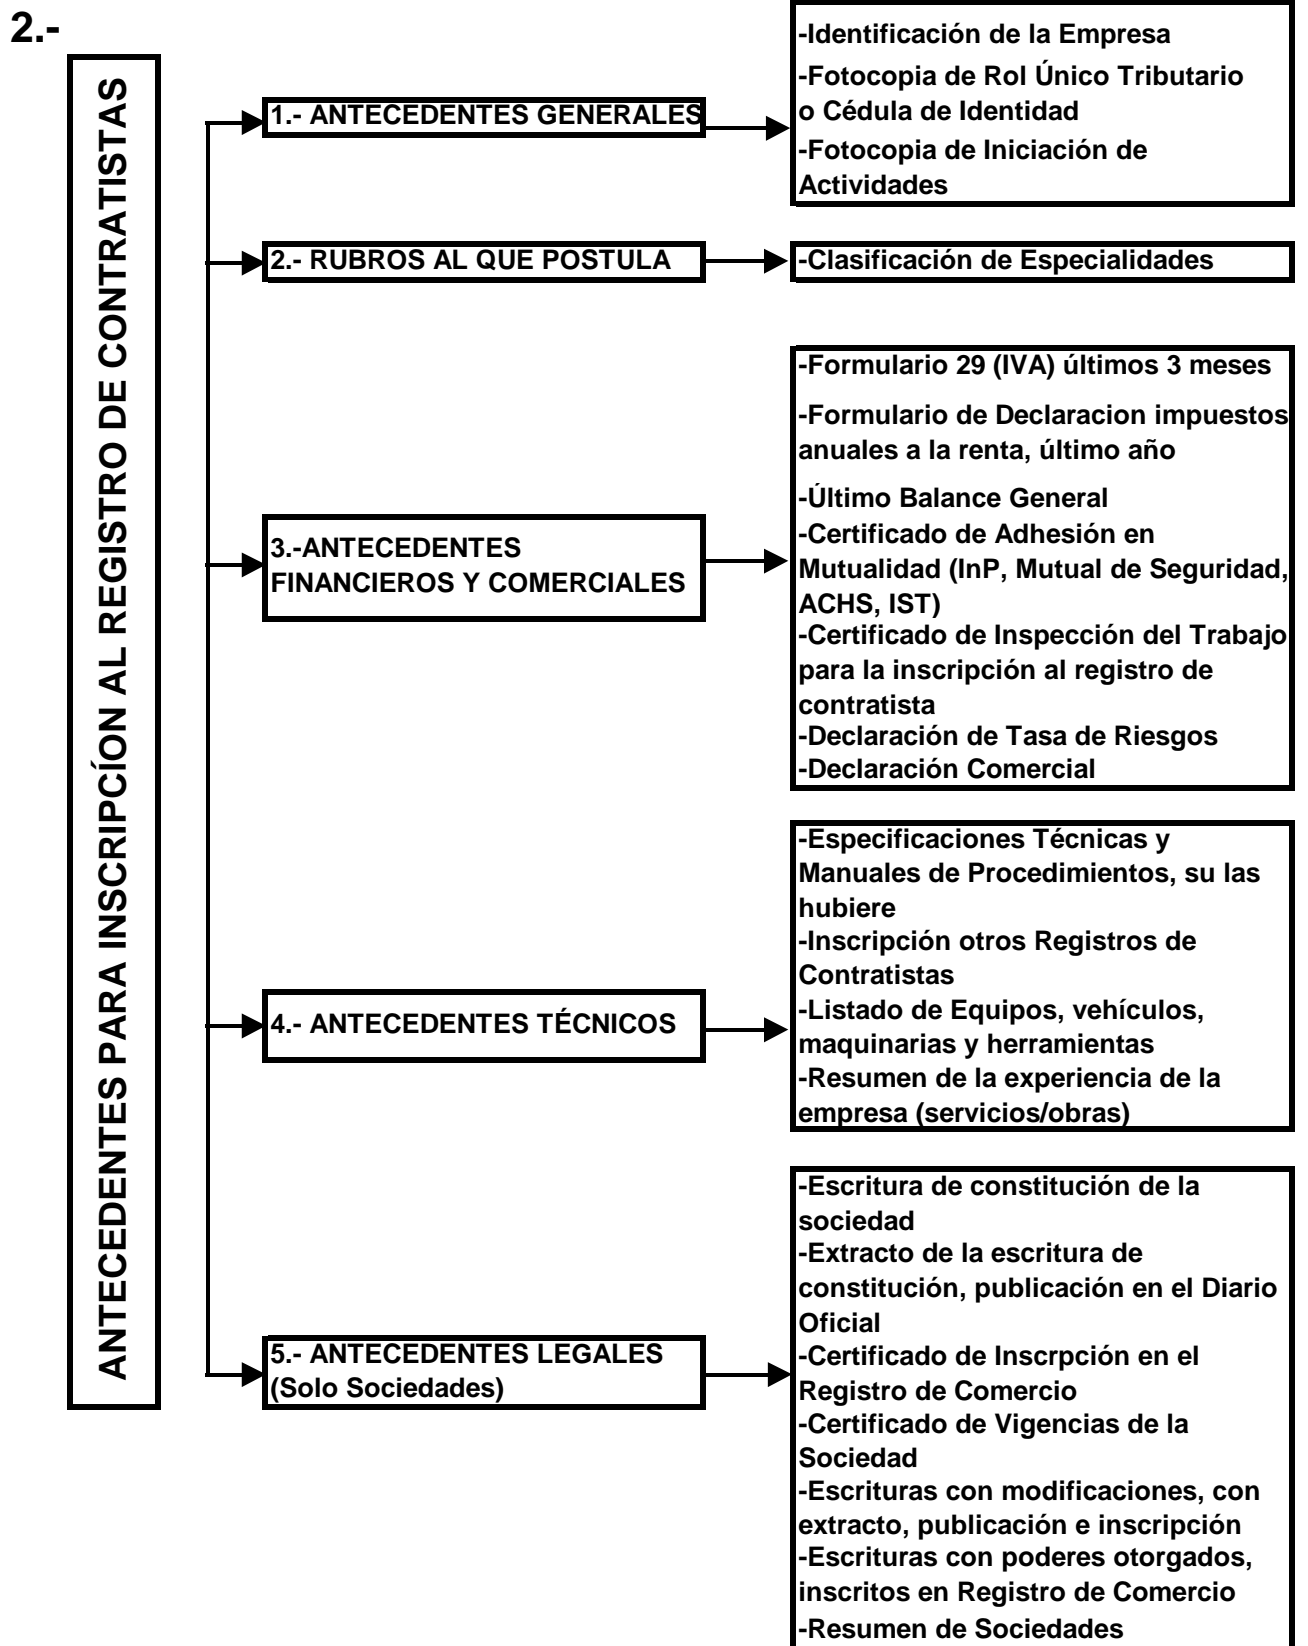 2.-
ANTECEDENTES PARA INSCRIPCÍON AL REGISTRO DE CONTRATISTAS
1.- ANTECEDENTES GENERALES
-Identificación de la Empresa
-Fotocopia de Rol Único Tributario
o Cédula de Identidad
-Fotocopia de Iniciación de
Actividades
2.- RUBROS AL QUE POSTULA
-Clasificación de Especialidades
3.-ANTECEDENTES
FINANCIEROS Y COMERCIALES
-Formulario 29 (IVA) últimos 3 meses
-Formulario de Declaracion impuestos
anuales a la renta, último año
-Último Balance General
-Certificado de Adhesión en
Mutualidad (InP, Mutual de Seguridad,
ACHS, IST)
-Certificado de Inspección del Trabajo
para la inscripción al registro de
contratista
-Declaración de Tasa de Riesgos
-Declaración Comercial
4.- ANTECEDENTES TÉCNICOS
-Especificaciones Técnicas y
Manuales de Procedimientos, su las
hubiere
-Inscripción otros Registros de
Contratistas
-Listado de Equipos, vehículos,
maquinarias y herramientas
-Resumen de la experiencia de la
empresa (servicios/obras)
5.- ANTECEDENTES LEGALES
(Solo Sociedades)
-Escritura de constitución de la
sociedad
-Extracto de la escritura de
constitución, publicación en el Diario
Oficial
-Certificado de Inscrpción en el
Registro de Comercio
-Certificado de Vigencias de la
Sociedad
-Escrituras con modificaciones, con
extracto, publicación e inscripción
-Escrituras con poderes otorgados,
inscritos en Registro de Comercio
-Resumen de Sociedades